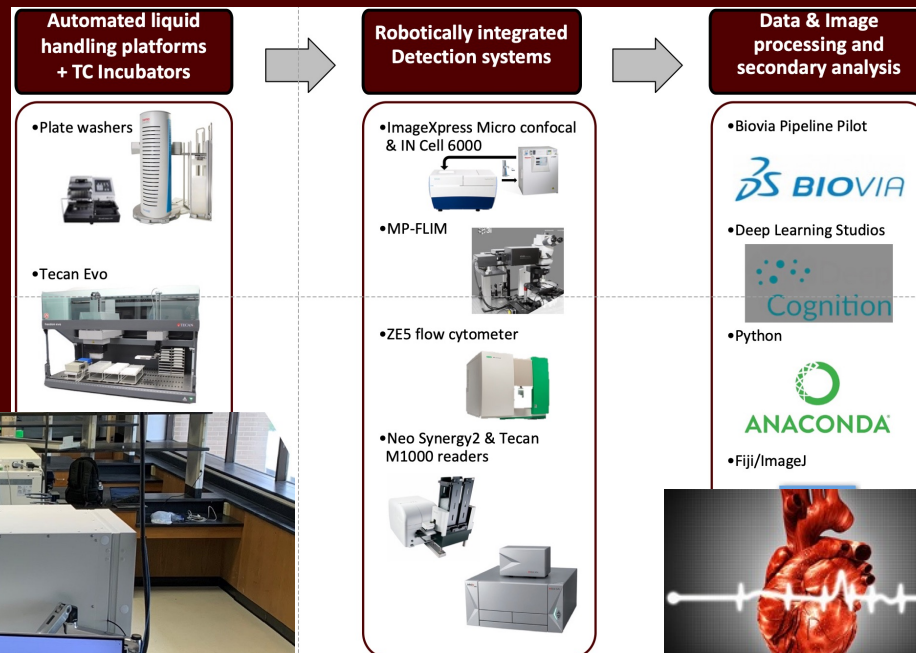 Automated liquid
handling platforms
+ TC Incubators
•Plate washers
•Tecan Evo
Robotically integrated
Detection systems
•ImageXpress Micro confocal
& IN Cell 6000
•MP-FLIM
•ZE5 flow cytometer
•Neo Synergy2 & Tecan
M1000 readers
Data & Image
processing and
secondary analysis
•Biovia Pipeline Pilot
3DS BIOVIA
•Deep Learning Studios
Deep
Cognition
•Python
ANACONDA
•Fiji/ImageJ